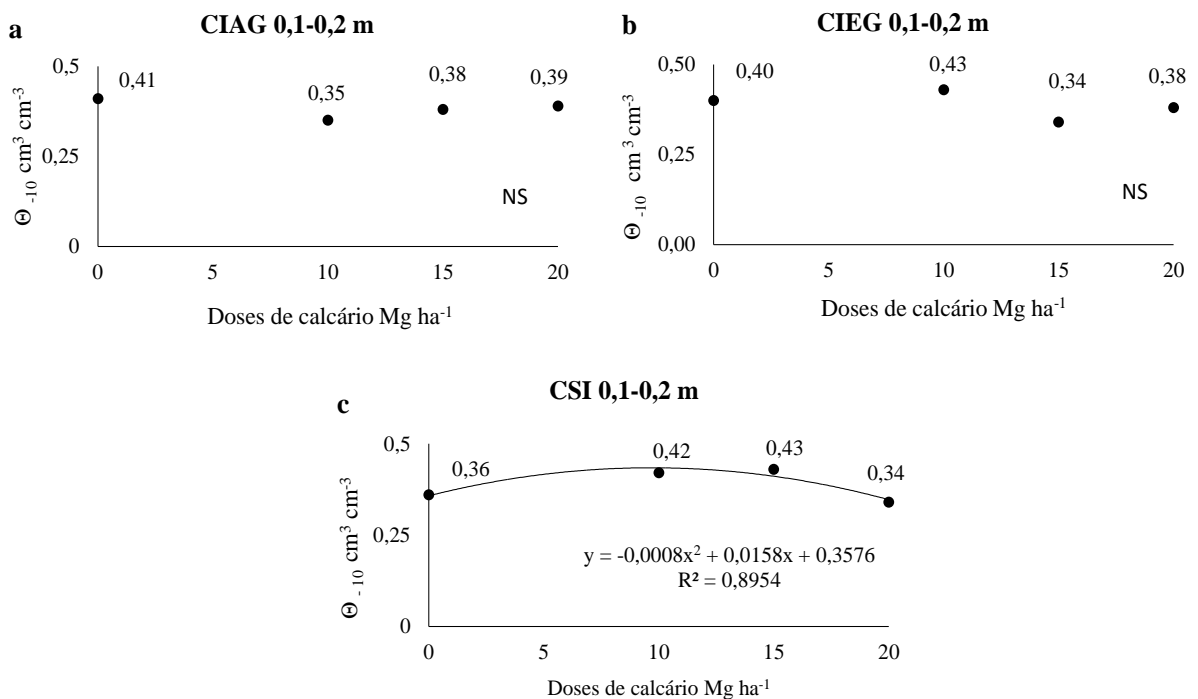 a
CIAG 0,1-0,2 m
0,5
0,25
0
Θ -10 cm³ cm-³
0,41
0,35
0,38
0,39
NS
0 5 10 15 20
Doses de calcário Mg ha-¹
b
CIEG 0,1-0,2 m
0,50
0,25
0,00
Θ -10 cm³ cm-³
0,40
0,43
0,34
0,38
NS
0 5 10 15 20
Doses de calcário Mg ha-¹
c
CSI 0,1-0,2 m
0,5
0,25
0
Θ -10 cm³ cm-³
0,36
0,42
0,43
0,34
y = -0,0008x² + 0,0158x + 0,3576
R² = 0,8954
0 5 10 15 20
Doses de calcário Mg ha-¹